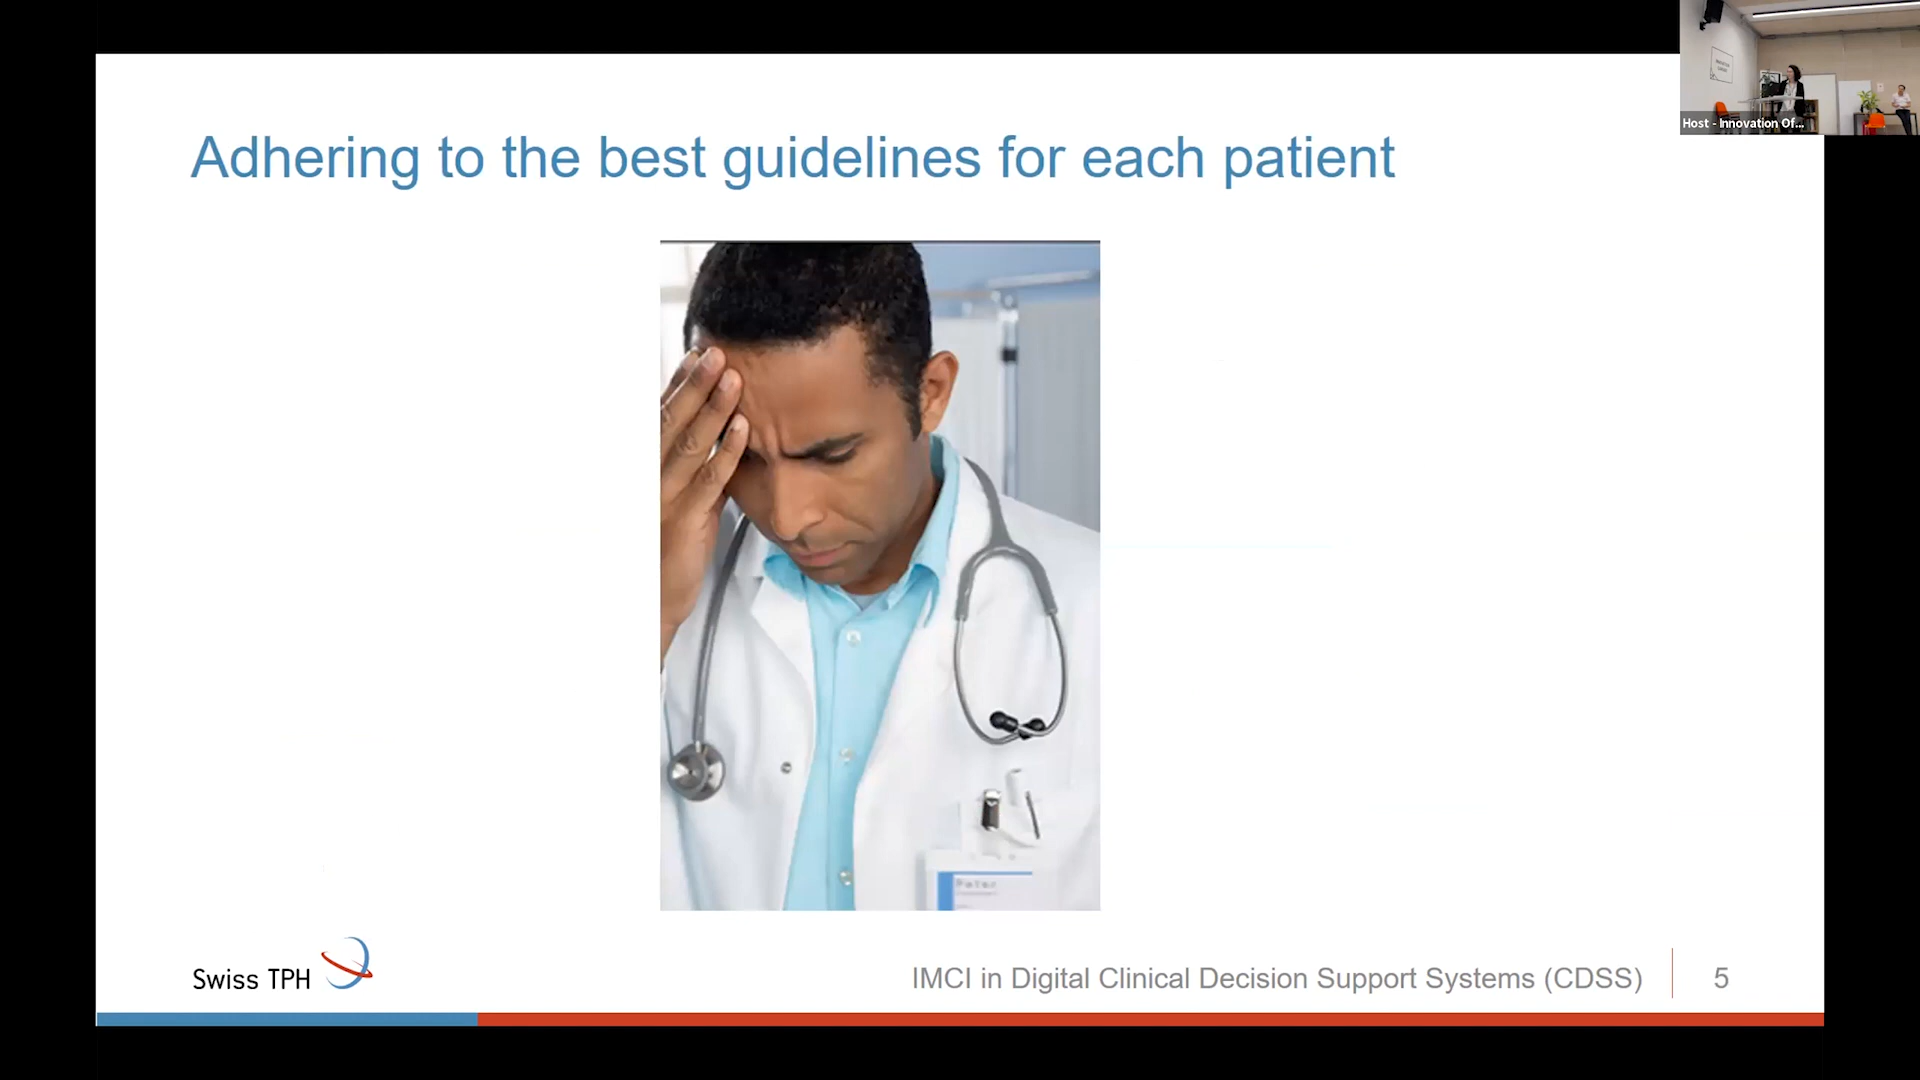 Host - Innovation Of...
Adhering to the best guidelines for each patient
Swiss TPH
IMCI in Digital Clinical Decision Support Systems (CDSS)
5